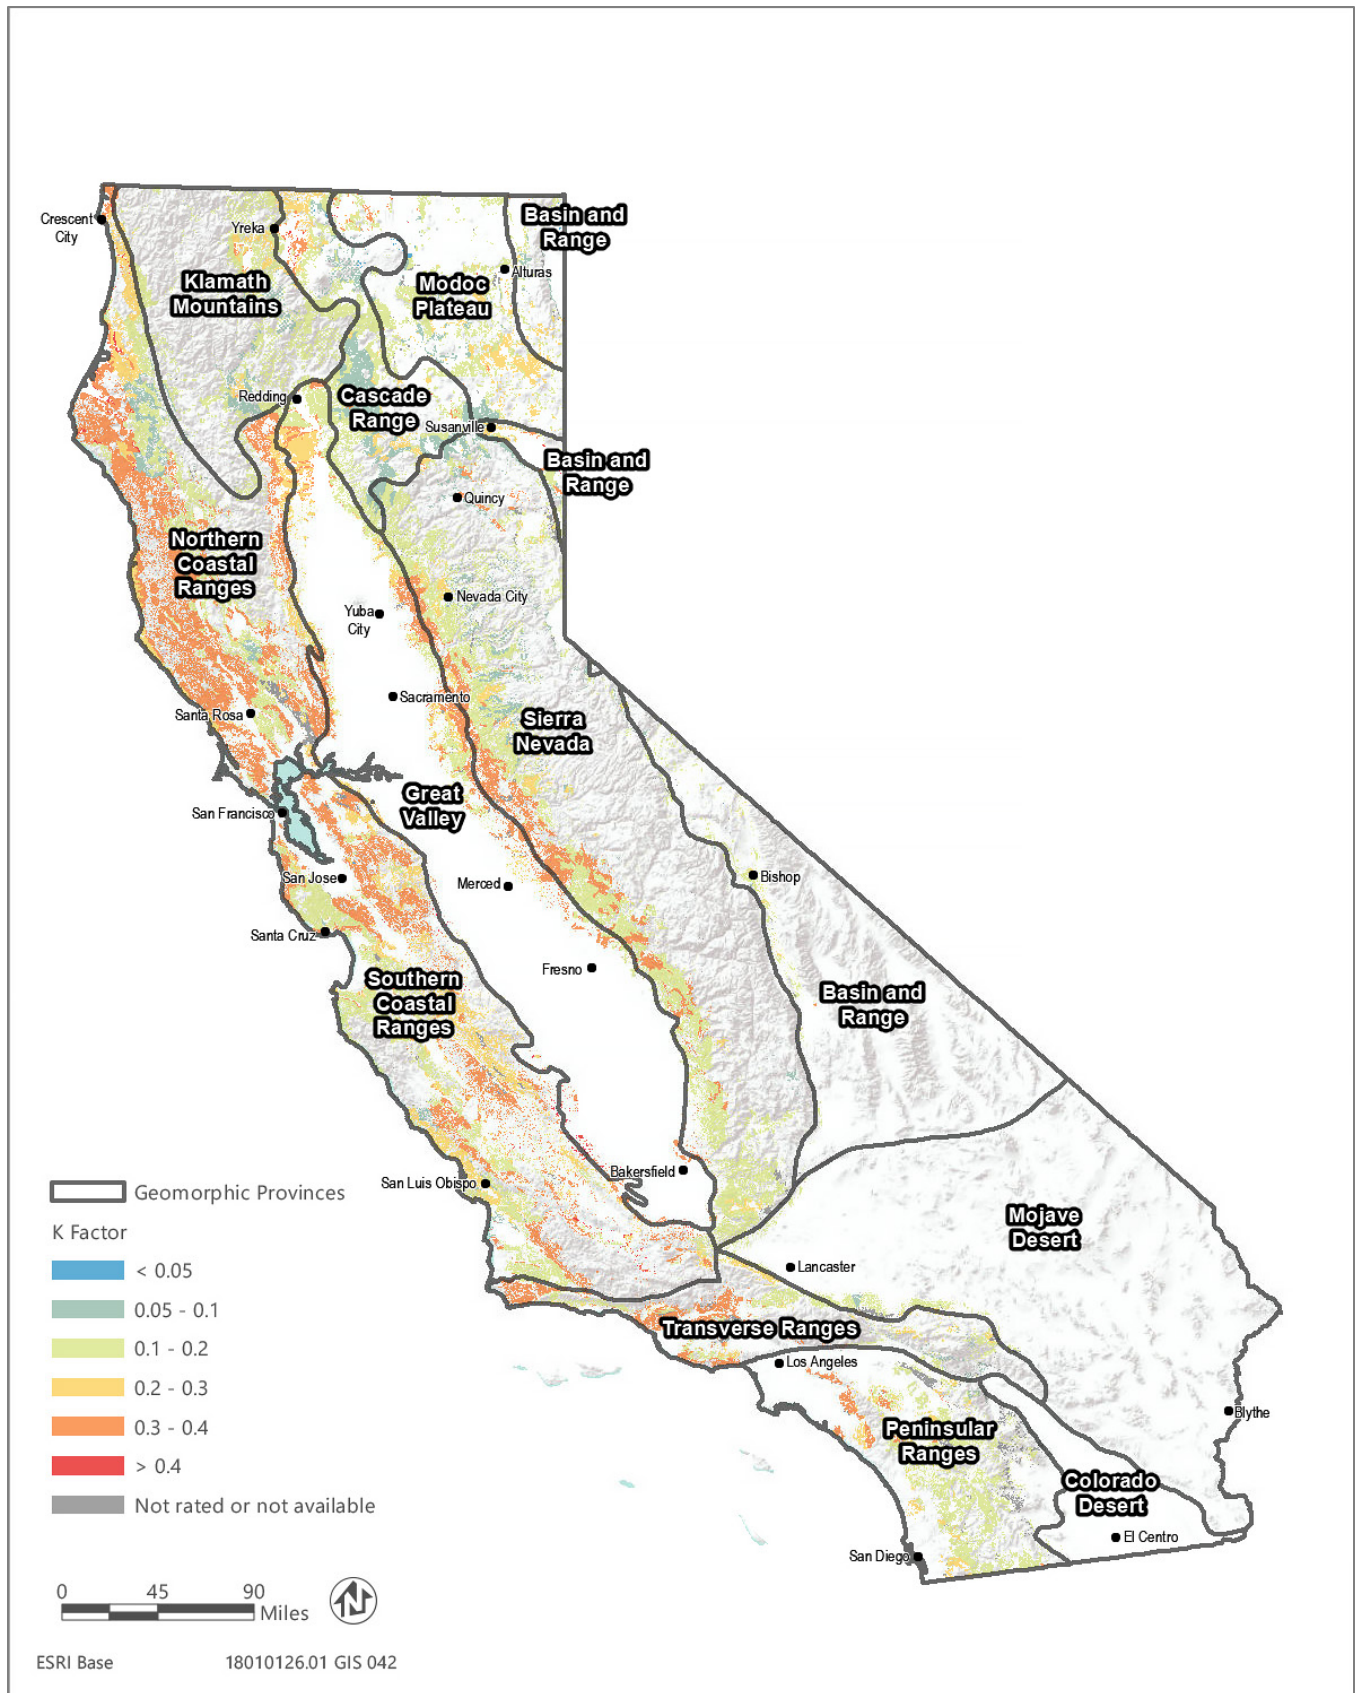 Crescent
City
Yreka
Basin and
Range
Alturas
Klamath
Mountains
Modoc
Plateau
Redding
Cascade
Range
Susanville
Basin and
Range
Quincy
Northern
Coastal
Ranges
Nevada City
Yuba
City
Sacramento
Santa Rosa
Sierra
Nevada
Great
Valley
San Francisco
San Jose
Merced
Bishop
Santa Cruz
Fresno
Southern
Coastal
Ranges
Basin and
Range
Bakersfield
San Luis Obispo
Mojave
Desert
Lancaster
Transverse Ranges
Los Angeles
Blythe
Peninsular
Ranges
Colorado
Desert
El Centro
San Diego
Geomorphic Provinces
K Factor
< 0.05
0.05 - 0.1
0.1 - 0.2
0.2 - 0.3
0.3 - 0.4
> 0.4
Not rated or not available
0 45 90
Miles
N
ESRI Base 18010126.01 GIS 042